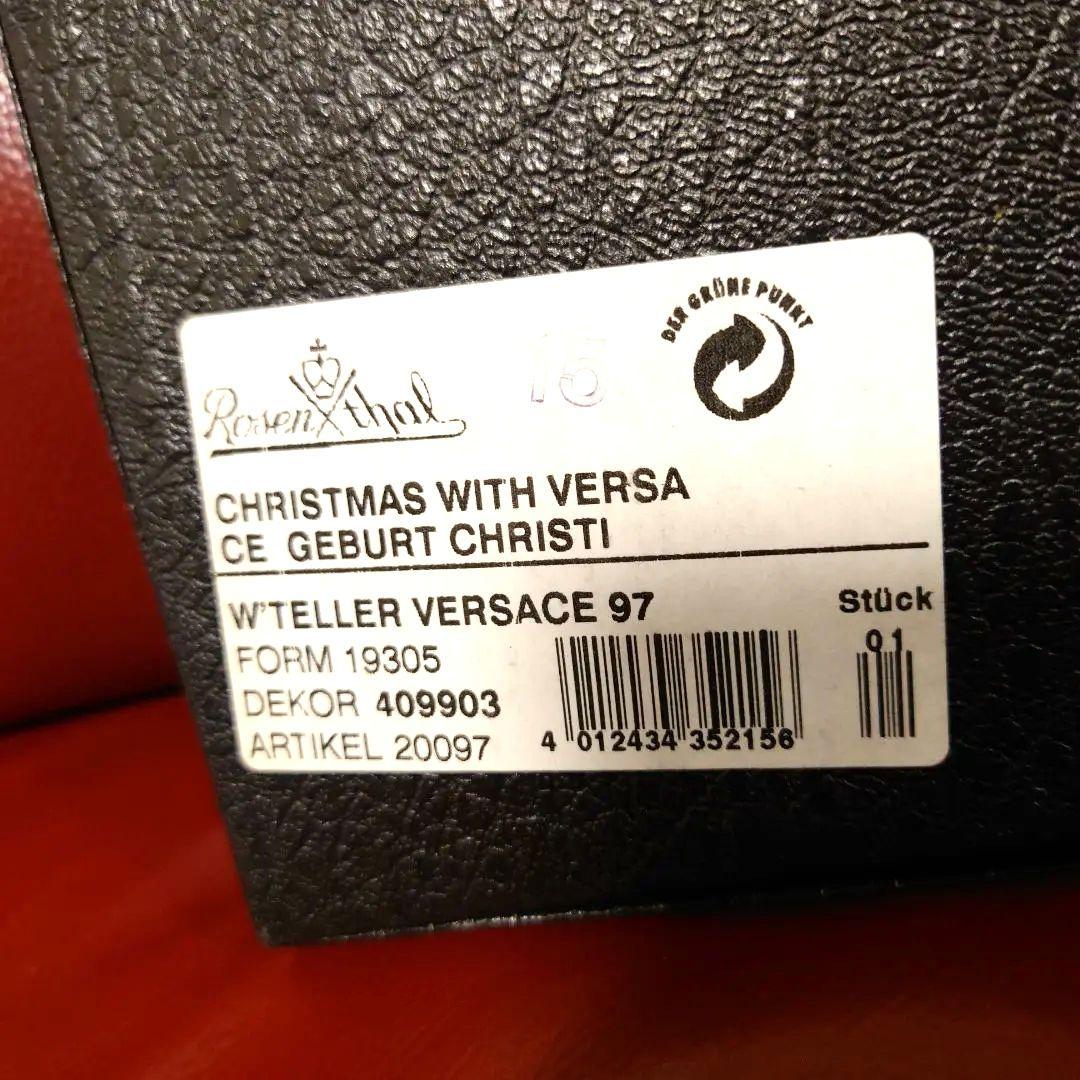 Rosenthal
15
DER GRÜNE PUNKT
CHRISTMAS WITH VERSA
CE GEBURT CHRISTI
W'TELLER VERSACE 97
Stück
FORM 19305
01
DEKOR 409903
ARTIKEL 20097
4 012434 352156